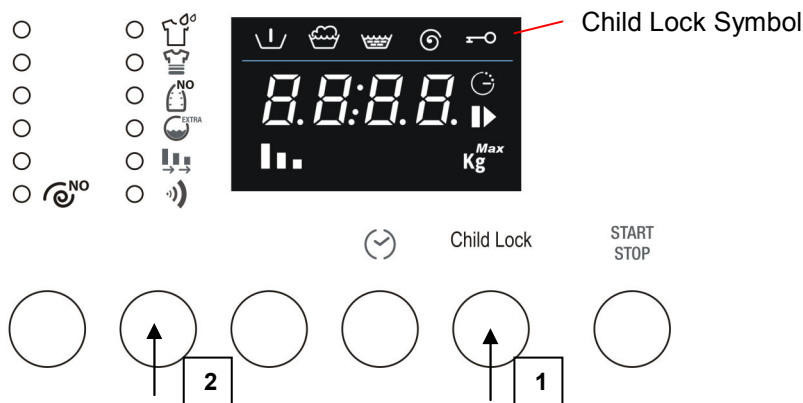 Child Lock Symbol
NO
EXTRA
NO
8.8:8.8.
Max
Kg
Child Lock
START
STOP
2
1